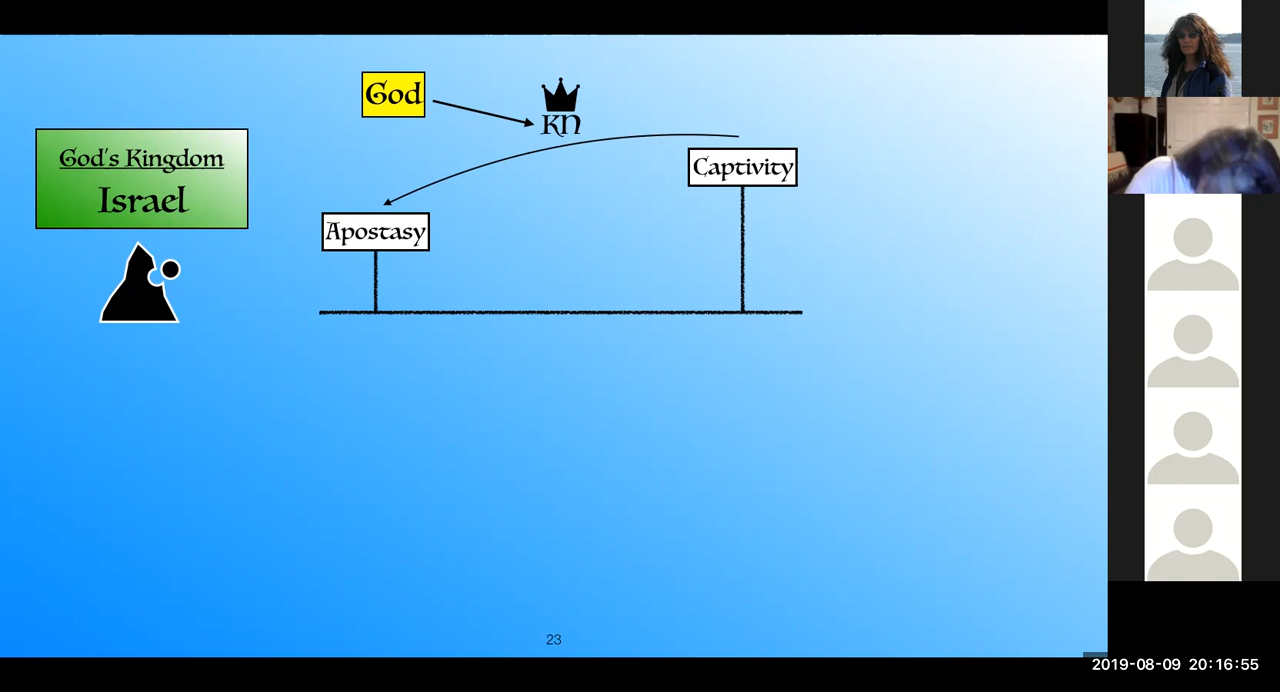 God
KN
God's Kingdom
Israel
Captivity
Apostasy
23
2019-08-09 20:16:55